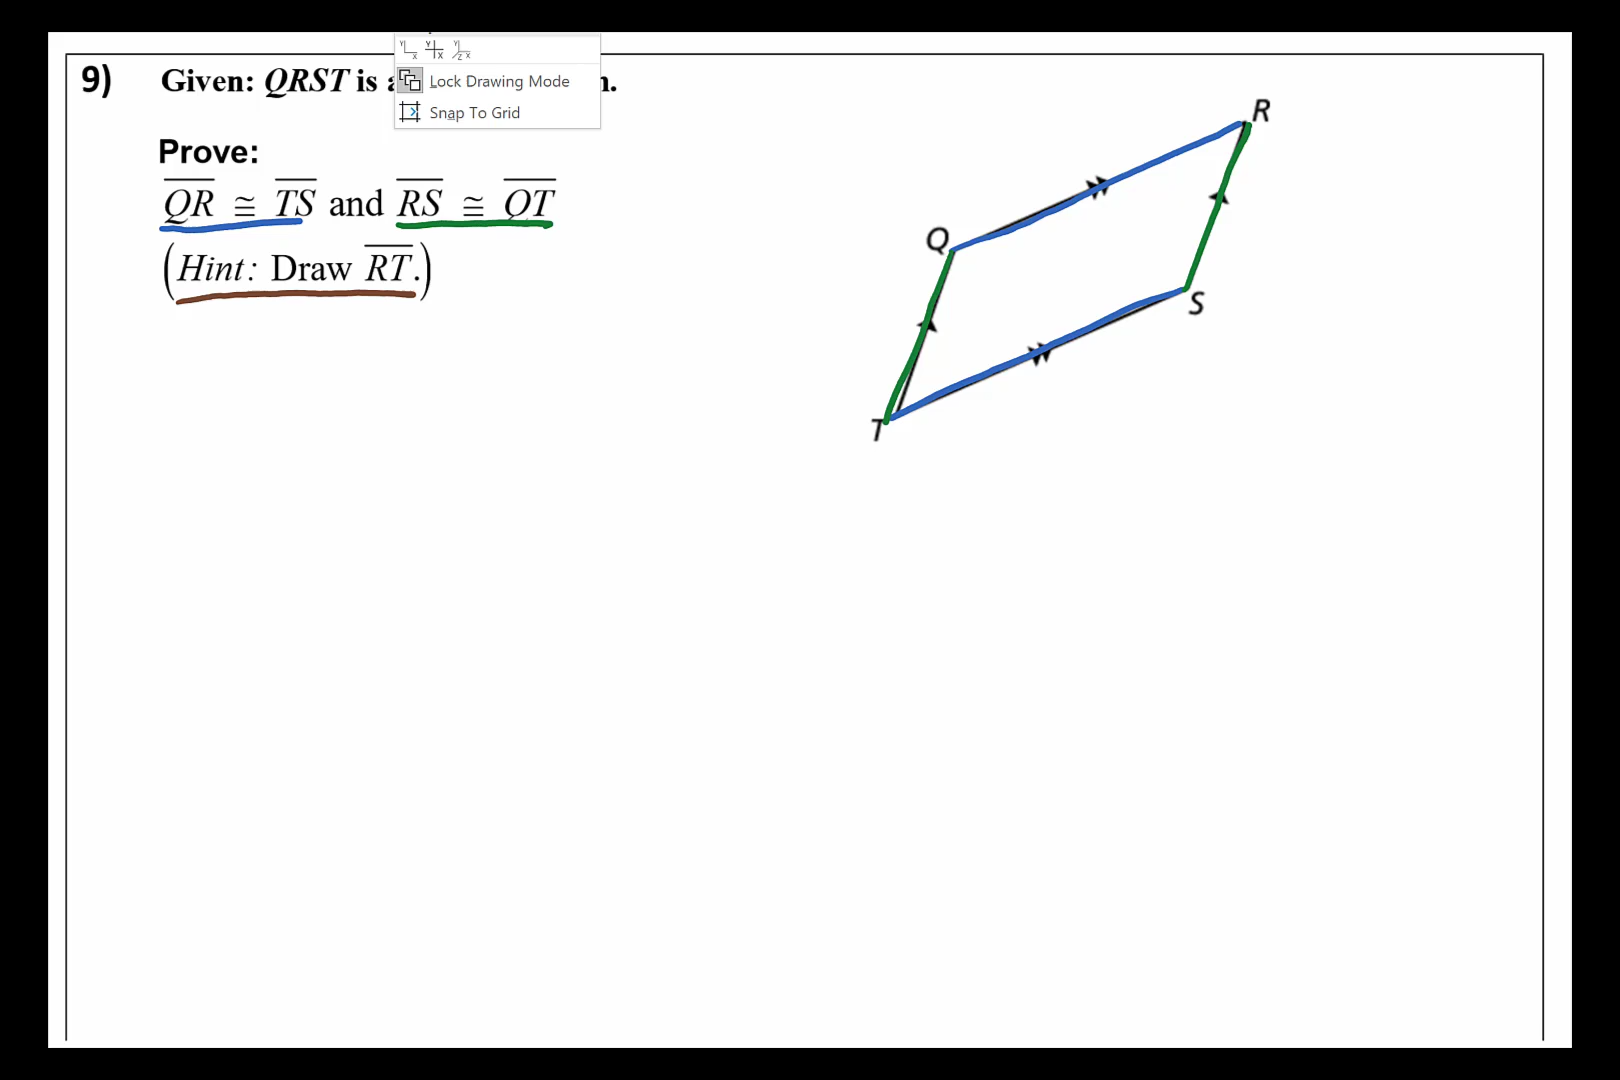 9) Given: QRST is
Lock Drawing Mode
Snap To Grid
Prove:
QR ≅ TS and RS ≅ QT
(Hint: Draw RT.)
R
Q
S
T